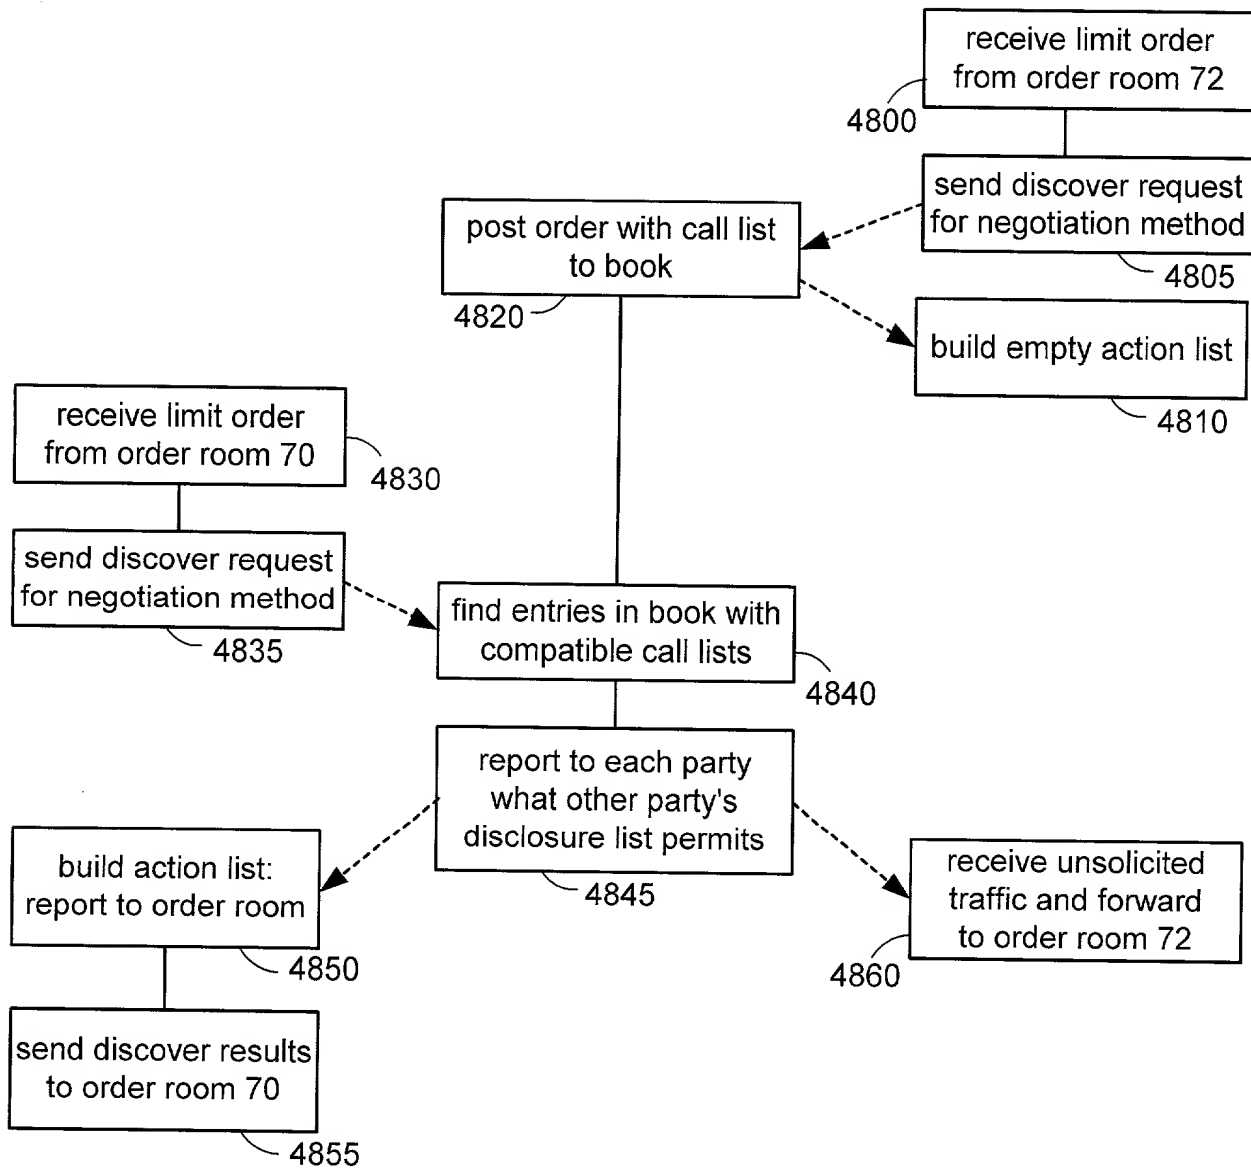 receive limit order
from order room 72
4800
send discover request
for negotiation method
4805
post order with call list
to book
4820
build empty action list
4810
receive limit order
from order room 70
4830
send discover request
for negotiation method
4835
find entries in book with
compatible call lists
4840
report to each party
what other party's
disclosure list permits
4845
build action list:
report to order room
4850
receive unsolicited
traffic and forward
to order room 72
4860
send discover results
to order room 70
4855